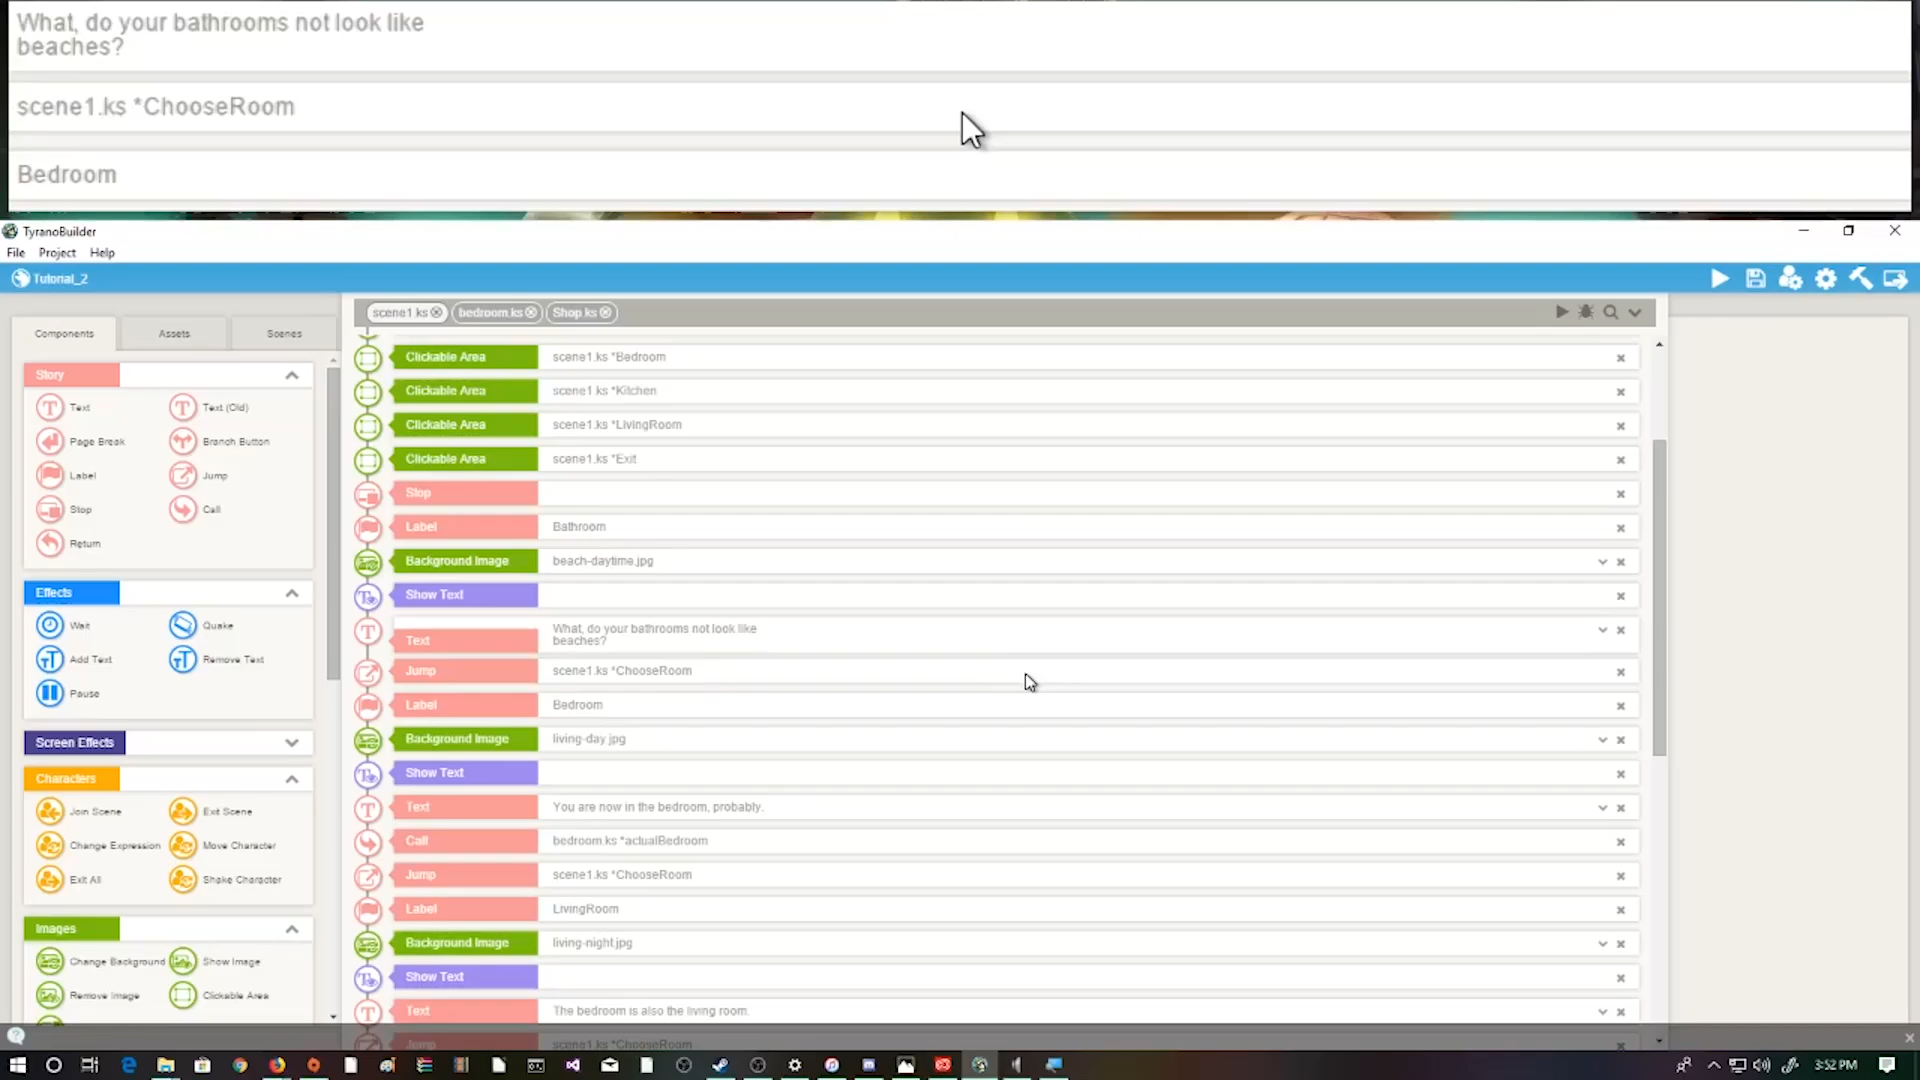 What, do your bathrooms not look like
beaches?
scene1.ks *ChooseRoom
Bedroom
TyranoBuilder
File Project Help
Tutorial_2
scene1.ks bedroom.ks Shop.ks
Components Assets Scenes
Story
Text Text (Old)
Page Break Branch Button
Label Jump
Stop Call
Return
Effects
Wait Quake
Add Text Remove Text
Pause
Screen Effects
Characters
Join Scene Exit Scene
Change Expression Move Character
Exit All Shake Character
Images
Change Background Show Image
Remove Image Clickable Area
Clickable Area scene1.ks *Bedroom
Clickable Area scene1.ks *Kitchen
Clickable Area scene1.ks *LivingRoom
Clickable Area scene1.ks *Exit
Stop
Label Bathroom
Background Image beach-daytime.jpg
Show Text
What, do your bathrooms not look like
Text beaches?
Jump scene1.ks *ChooseRoom
Label Bedroom
Background Image living-day.jpg
Show Text
Text You are now in the bedroom, probably.
Call bedroom.ks *actualBedroom
Jump scene1.ks *ChooseRoom
Label LivingRoom
Background Image living-night.jpg
Show Text
Text The bedroom is also the living room.
Jump scene1.ks *ChooseRoom
3:52 PM